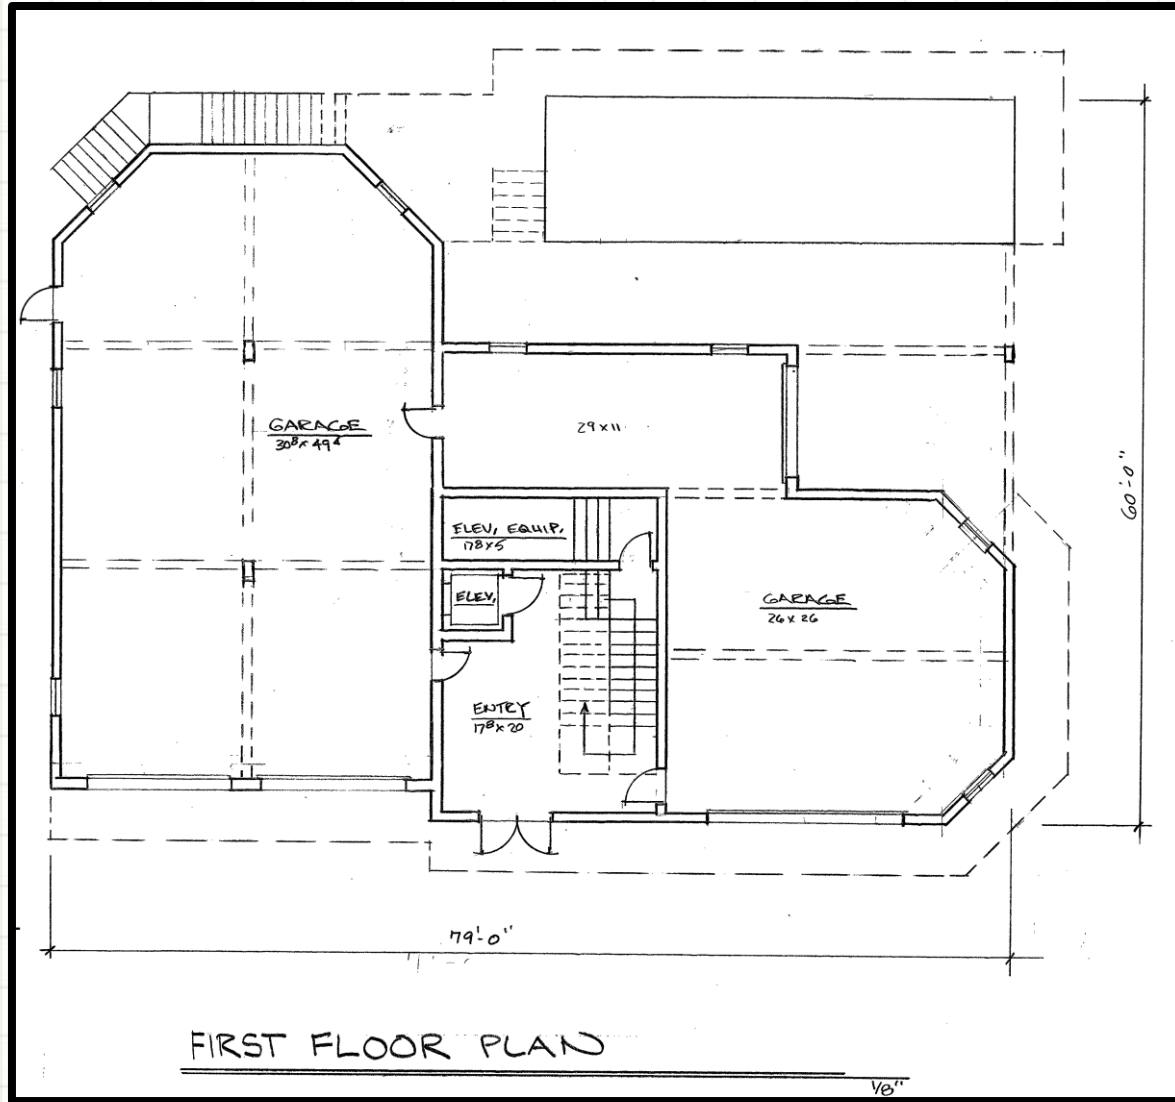 GARAGE
30⁸ x 49⁴
29 x 11
ELEV. EQUIP.
17⁸ x 5
ELEV.
GARAGE
26 x 26
ENTRY
17⁸ x 20
60'-0"
79'-0"
FIRST FLOOR PLAN
1/8"